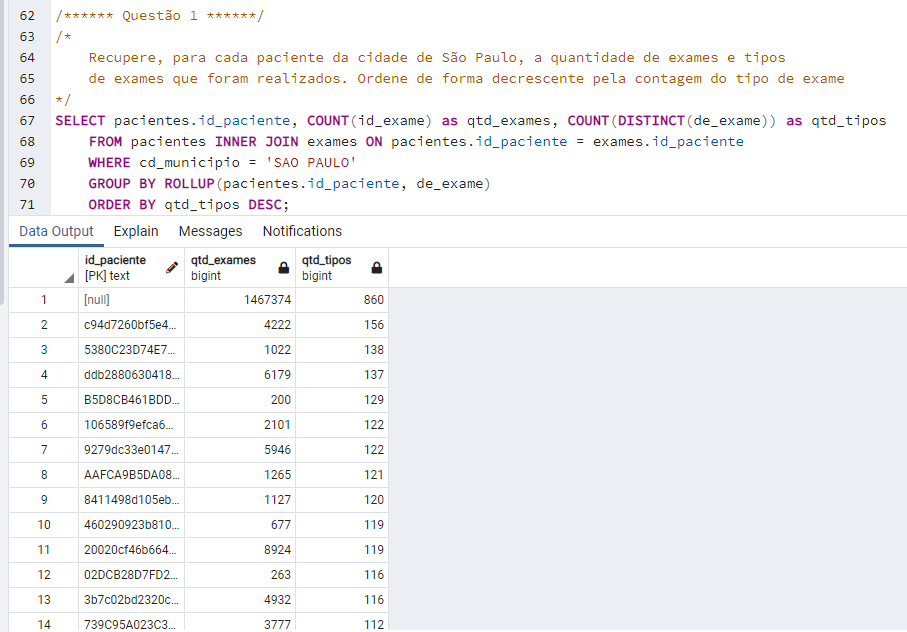 62 /****** Questão 1 ******/
63 /*
64 Recupere, para cada paciente da cidade de São Paulo, a quantidade de exames e tipos
65 de exames que foram realizados. Ordene de forma decrescente pela contagem do tipo de exame
66 */
67 SELECT pacientes.id_paciente, COUNT(id_exame) as qtd_exames, COUNT(DISTINCT(de_exame)) as qtd_tipos
68 FROM pacientes INNER JOIN exames ON pacientes.id_paciente = exames.id_paciente
69 WHERE cd_municipio = 'SAO PAULO'
70 GROUP BY ROLLUP(pacientes.id_paciente, de_exame)
71 ORDER BY qtd_tipos DESC;
Data Output Explain Messages Notifications
id_paciente qtd_exames qtd_tipos
[PK] text bigint bigint
1 [null] 1467374 860
2 c94d7260bf5e4... 4222 156
3 5380C23D74E7... 1022 138
4 ddb2880630418... 6179 137
5 B5D8CB461BDD... 200 129
6 106589f9efca6... 2101 122
7 9279dc33e0147... 5946 122
8 AAFCA9B5DA08... 1265 121
9 8411498d105eb... 1127 120
10 460290923b810... 677 119
11 20020cf46b664... 8924 119
12 02DCB28D7FD2... 263 116
13 3b7c02bd2320c... 4932 116
14 739C95A023C3... 3777 112